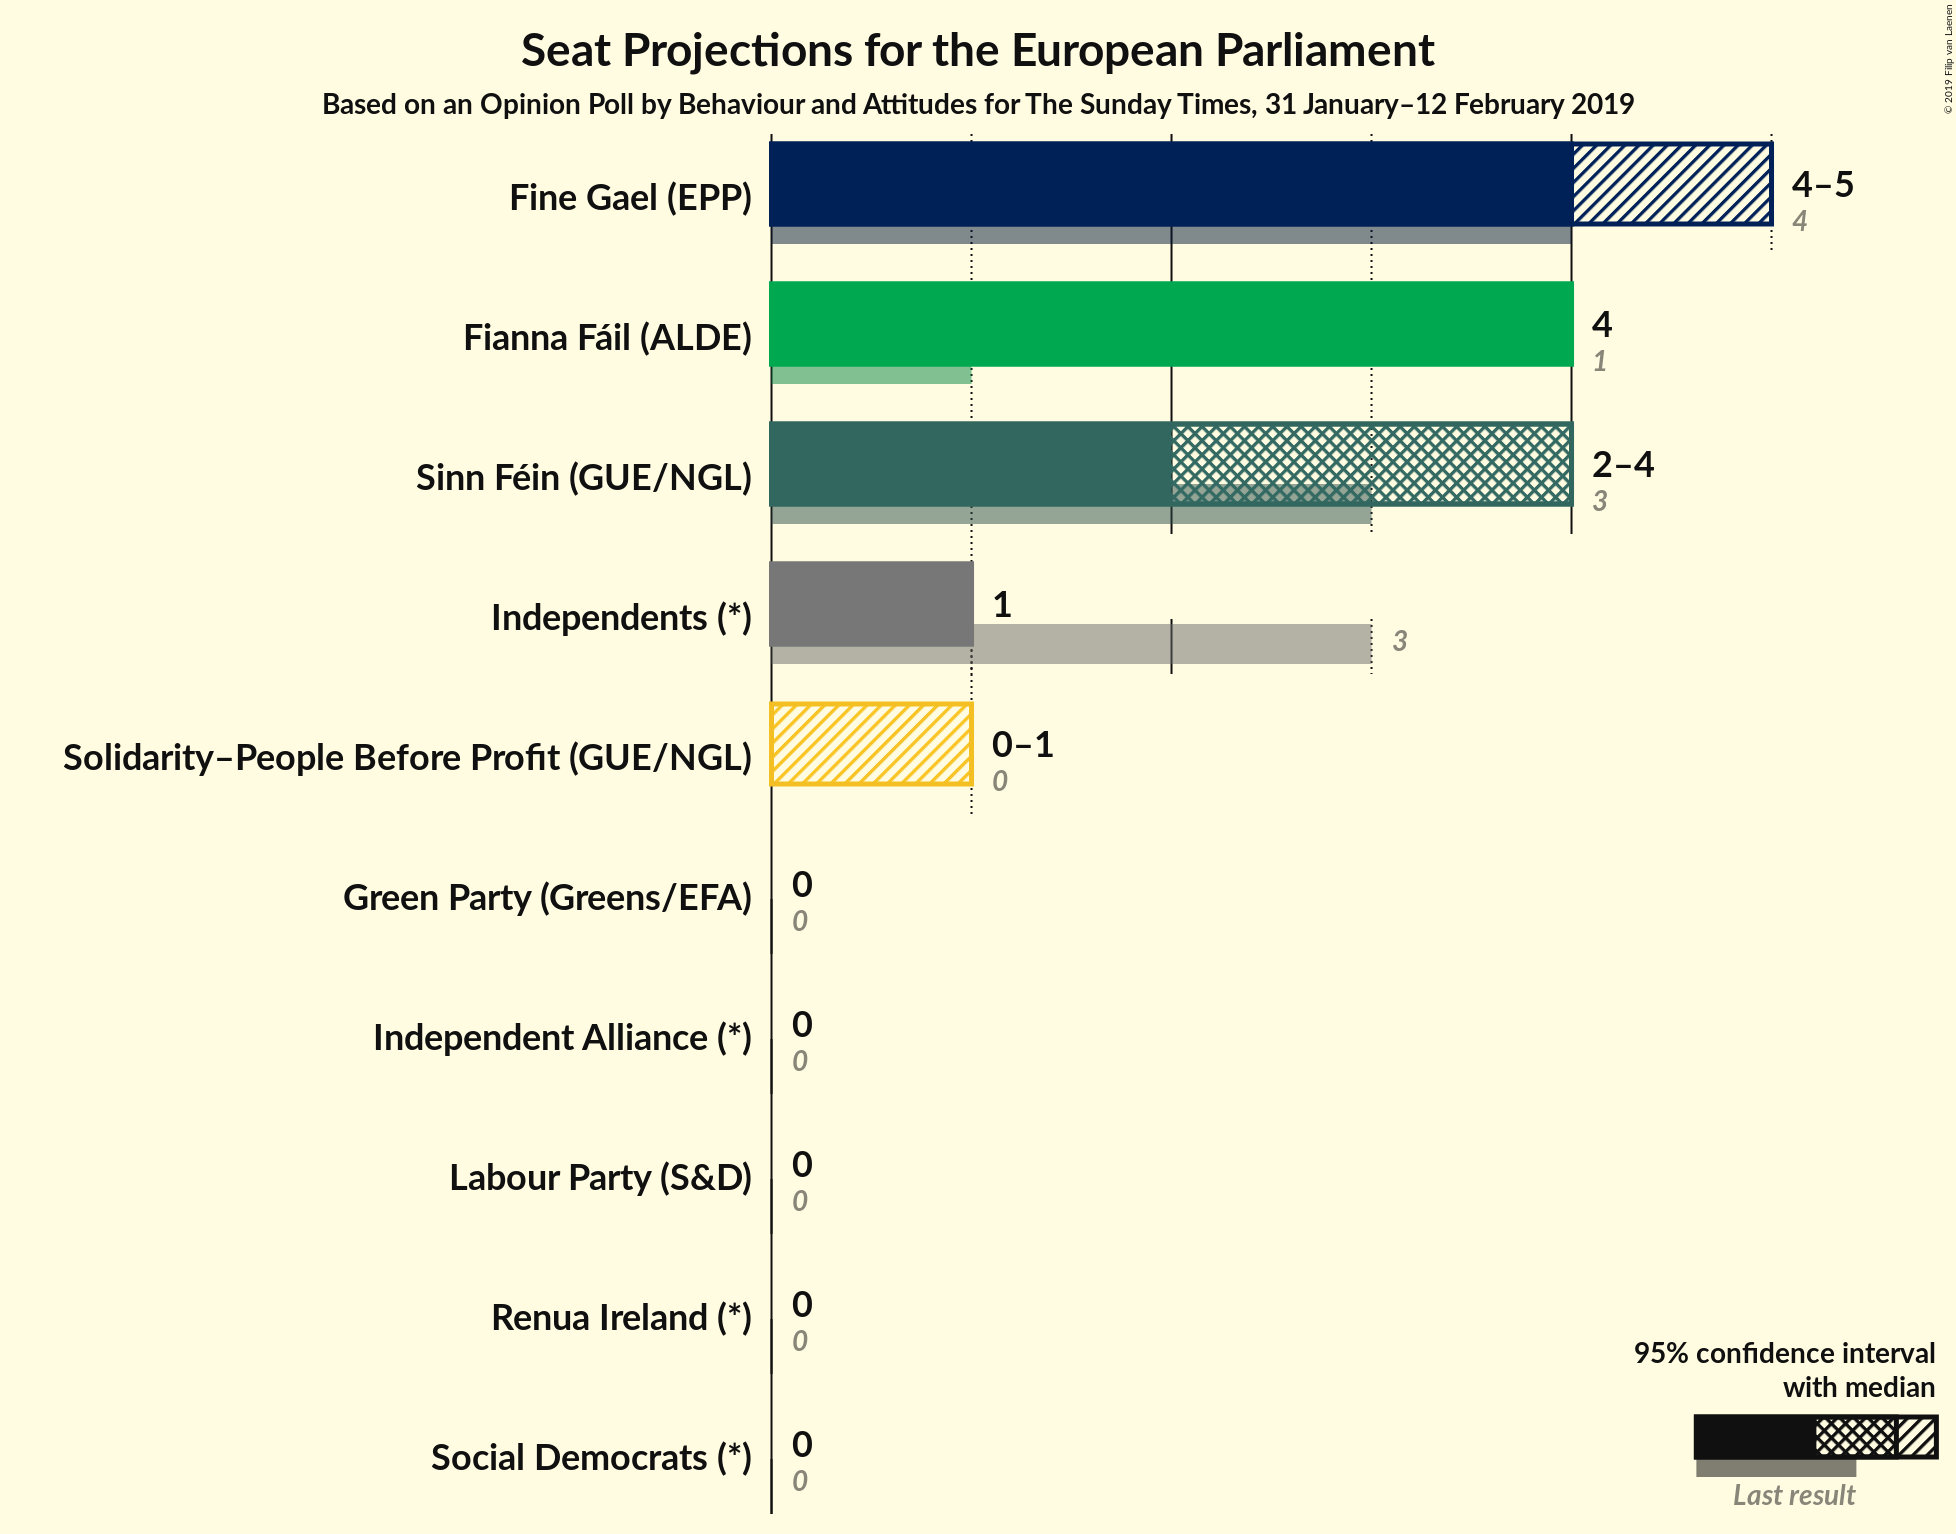 Seat Projections for the European Parliament
Based on an Opinion Poll by Behaviour and Attitudes for The Sunday Times, 31 January–12 February 2019
© 2019 Filip van Laenen
Fine Gael (EPP)
4–5
4
Fianna Fáil (ALDE)
4
1
Sinn Féin (GUE/NGL)
2–4
3
Independents (*)
1
3
Solidarity–People Before Profit (GUE/NGL)
0–1
0
Green Party (Greens/EFA)
0
0
Independent Alliance (*)
0
0
Labour Party (S&D)
0
0
Renua Ireland (*)
0
0
Social Democrats (*)
0
0
95% confidence interval
with median
Last result